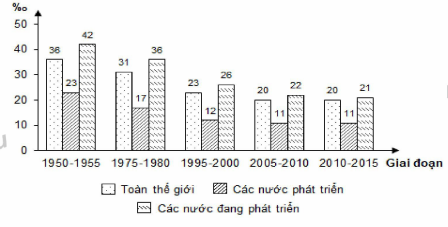 ‰
50
40
30
20
10
0
36 23 42
31 17 36
23 12 26
20 11 22
20 11 21
1950-1955 1975-1980 1995-2000 2005-2010 2010-2015 Giai đoạn
Toàn thế giới Các nước phát triển
Các nước đang phát triển